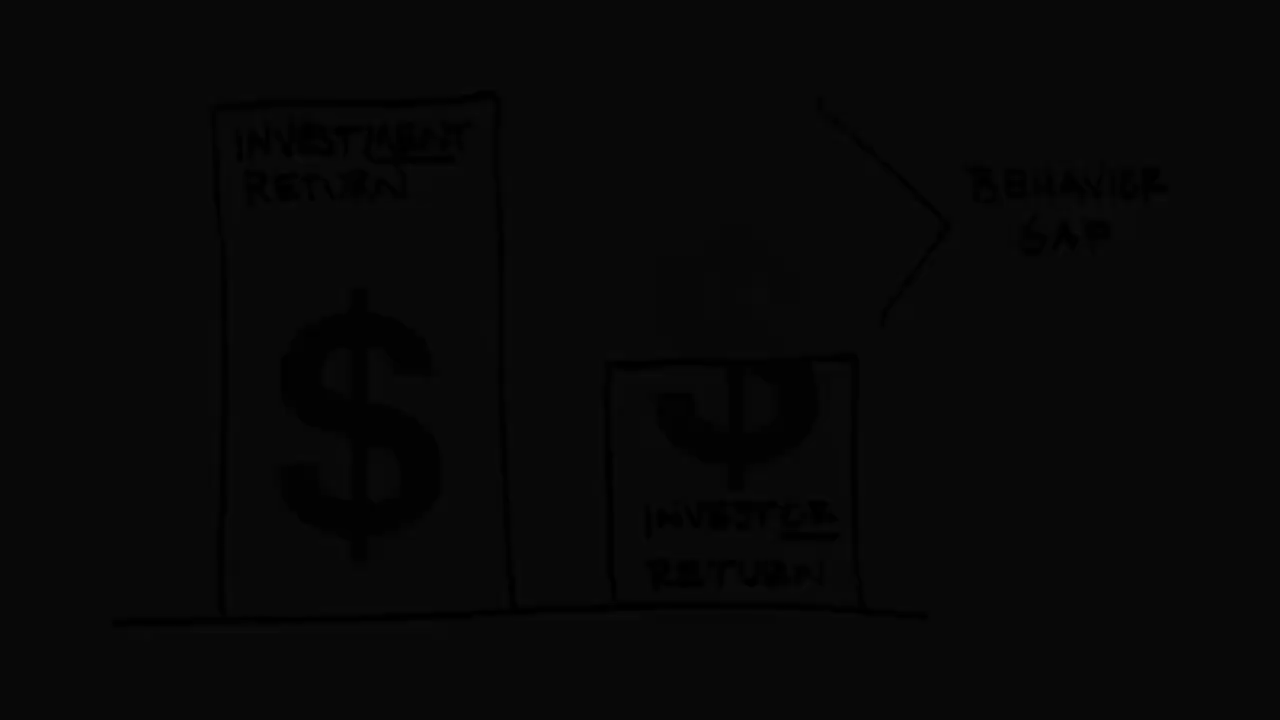 INVESTMENT
RETURN
$
BEHAVIOR
GAP
$
INVESTOR
RETURN